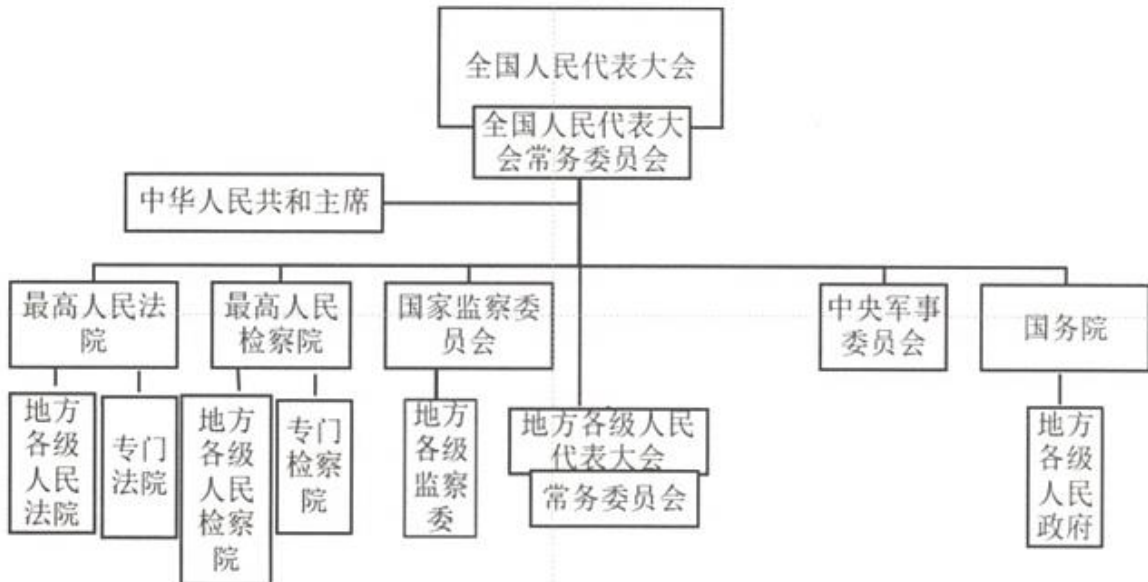 全国人民代表大会
全国人民代表大
会常务委员会
中华人民共和主席
最高人民法
院
最高人民
检察院
国家监察委
员会
中央军事
委员会
国务院
地方
各级
人民
法院
专门
法院
地方
各级
人民
检察
院
专门
检察
院
地方
各级
监察
委
地方各级人民
代表大会
常务委员会
地方
各级
人民
政府